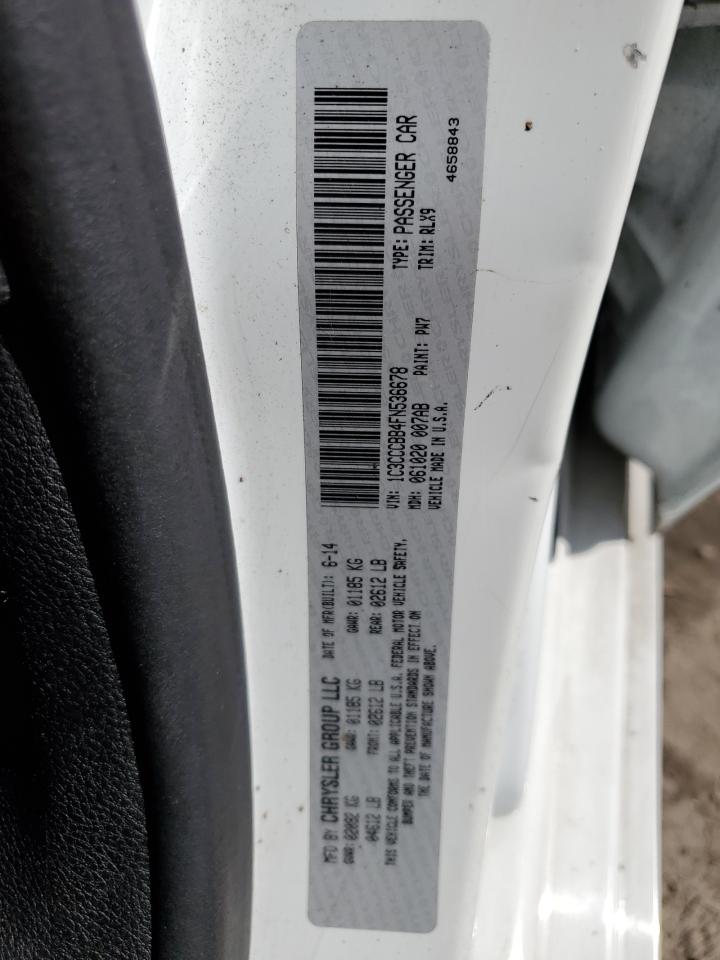 MFD BY CHRYSLER GROUP LLC DATE OF MFR(BUILT): 6-14
GVWR: 02092 KG GAWR: 01185 KG GAWR: 01185 KG
04612 LB FRONT: 02612 LB REAR: 02612 LB
THIS VEHICLE CONFORMS TO ALL APPLICABLE U.S.A. FEDERAL MOTOR VEHICLE SAFETY,
BUMPER AND THEFT PREVENTION STANDARDS IN EFFECT ON
THE DATE OF MANUFACTURE SHOWN ABOVE.
VIN: 1C3CCCBB4FN536678 TYPE: PASSENGER CAR
MDH: 061020 007AB PAINT: PW7 TRIM: RLX9
VEHICLE MADE IN U.S.A. 4658843